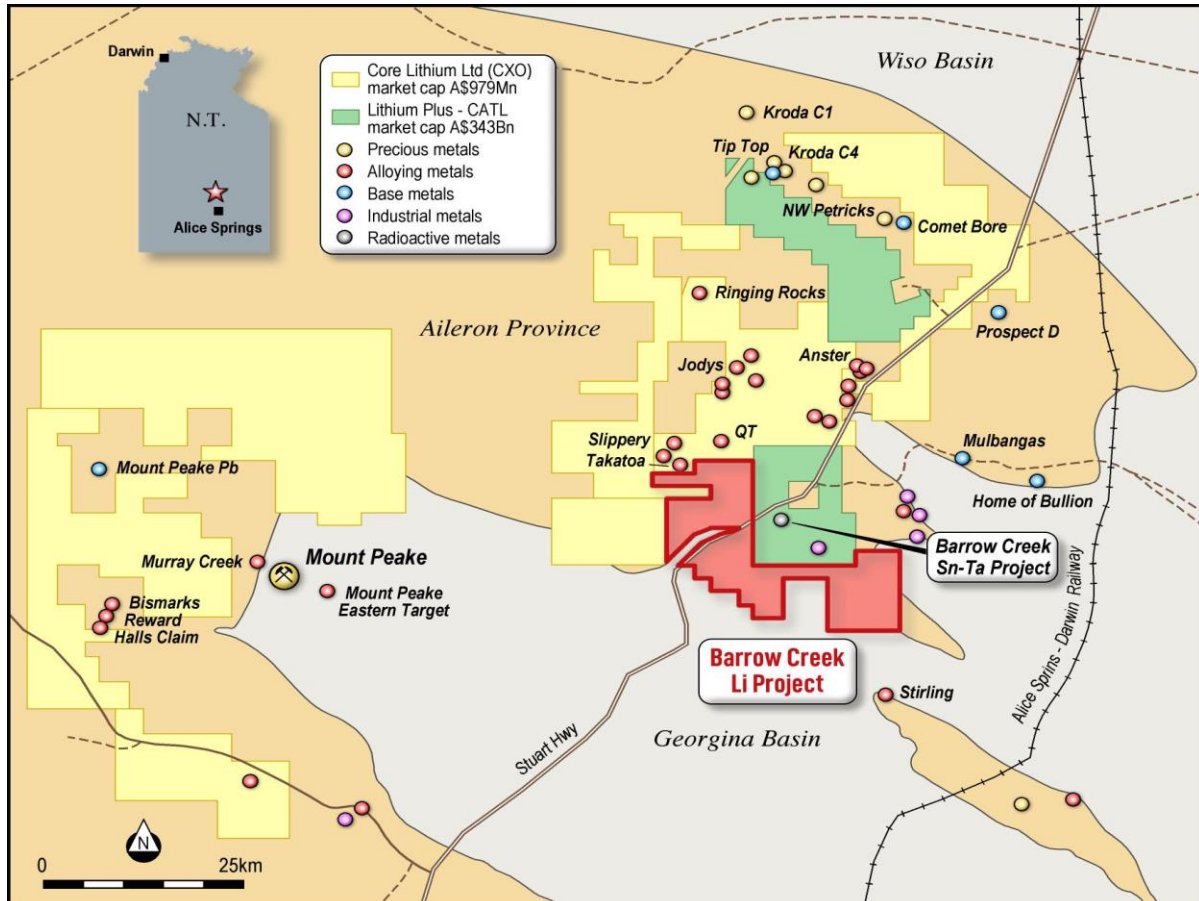 Darwin
N.T.
Alice Springs
Core Lithium Ltd (CXO)
market cap A$979Mn
Lithium Plus - CATL
market cap A$343Bn
Precious metals
Alloying metals
Base metals
Industrial metals
Radioactive metals
Wiso Basin
Kroda C1
Tip Top
Kroda C4
NW Petricks
Comet Bore
Ringing Rocks
Prospect D
Aileron Province
Jodys
Anster
Slippery
QT
Takatoa
Mulbangas
Mount Peake Pb
Home of Bullion
Barrow Creek
Sn-Ta Project
Murray Creek
Mount Peake
Mount Peake
Eastern Target
Bismarks
Reward
Halls Claim
Barrow Creek
Li Project
Stirling
Alice Sprins - Darwin Railway
Georgina Basin
Stuart Hwy
N
0 25km